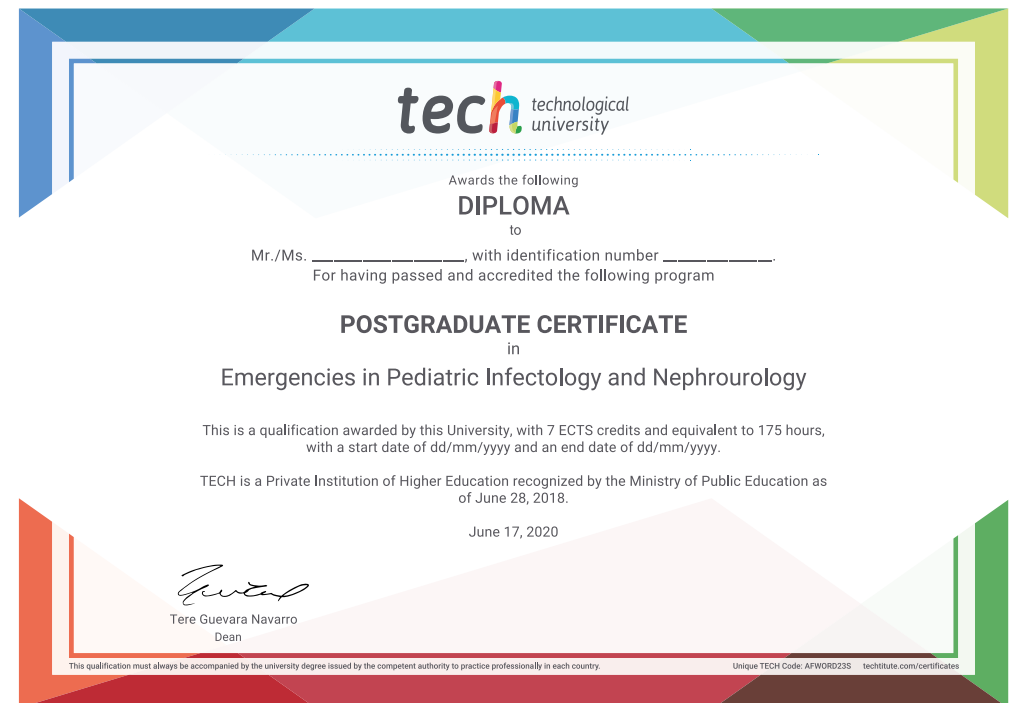 tech technological
university
Awards the following
DIPLOMA
to
Mr./Ms. ______________, with identification number __________.
For having passed and accredited the following program
POSTGRADUATE CERTIFICATE
in
Emergencies in Pediatric Infectology and Nephrourology
This is a qualification awarded by this University, with 7 ECTS credits and equivalent to 175 hours,
with a start date of dd/mm/yyyy and an end date of dd/mm/yyyy.
TECH is a Private Institution of Higher Education recognized by the Ministry of Public Education as
of June 28, 2018.
June 17, 2020
Tere Guevara Navarro
Dean
This qualification must always be accompanied by the university degree issued by the competent authority to practice professionally in each country.
Unique TECH Code: AFWORD23S techtitute.com/certificates